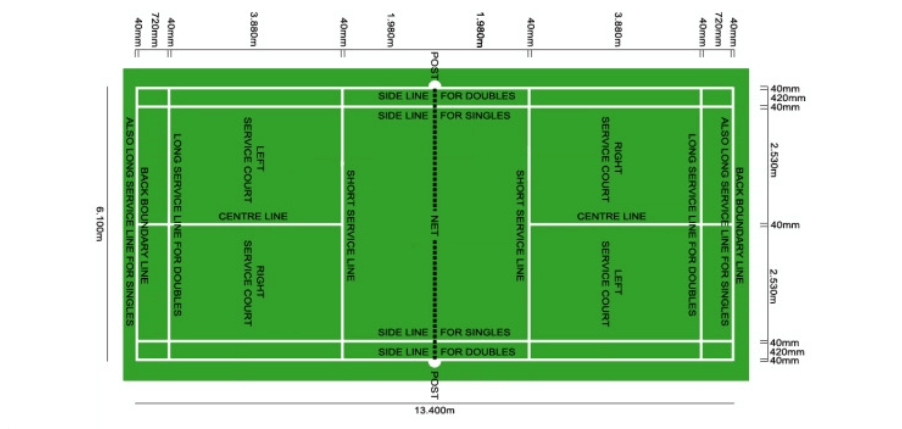 40mm
720mm
40mm
3.880m
40mm
1.980m
1.980m
40mm
3.880m
40mm
720mm
40mm
POST
SIDE LINE FOR DOUBLES
SIDE LINE FOR SINGLES
40mm
420mm
40mm
ALSO LONG SERVICE LINE FOR SINGLES
BACK BOUNDARY LINE
LONG SERVICE LINE FOR DOUBLES
LEFT
SERVICE COURT
SHORT SERVICE LINE
NET
SHORT SERVICE LINE
RIGHT
SERVICE COURT
LONG SERVICE LINE FOR DOUBLES
ALSO LONG SERVICE LINE FOR SINGLES
BACK BOUNDARY LINE
2.530m
6.100m
CENTRE LINE
CENTRE LINE
40mm
RIGHT
SERVICE COURT
LEFT
SERVICE COURT
2.530m
SIDE LINE FOR SINGLES
SIDE LINE FOR DOUBLES
40mm
420mm
40mm
POST
13.400m